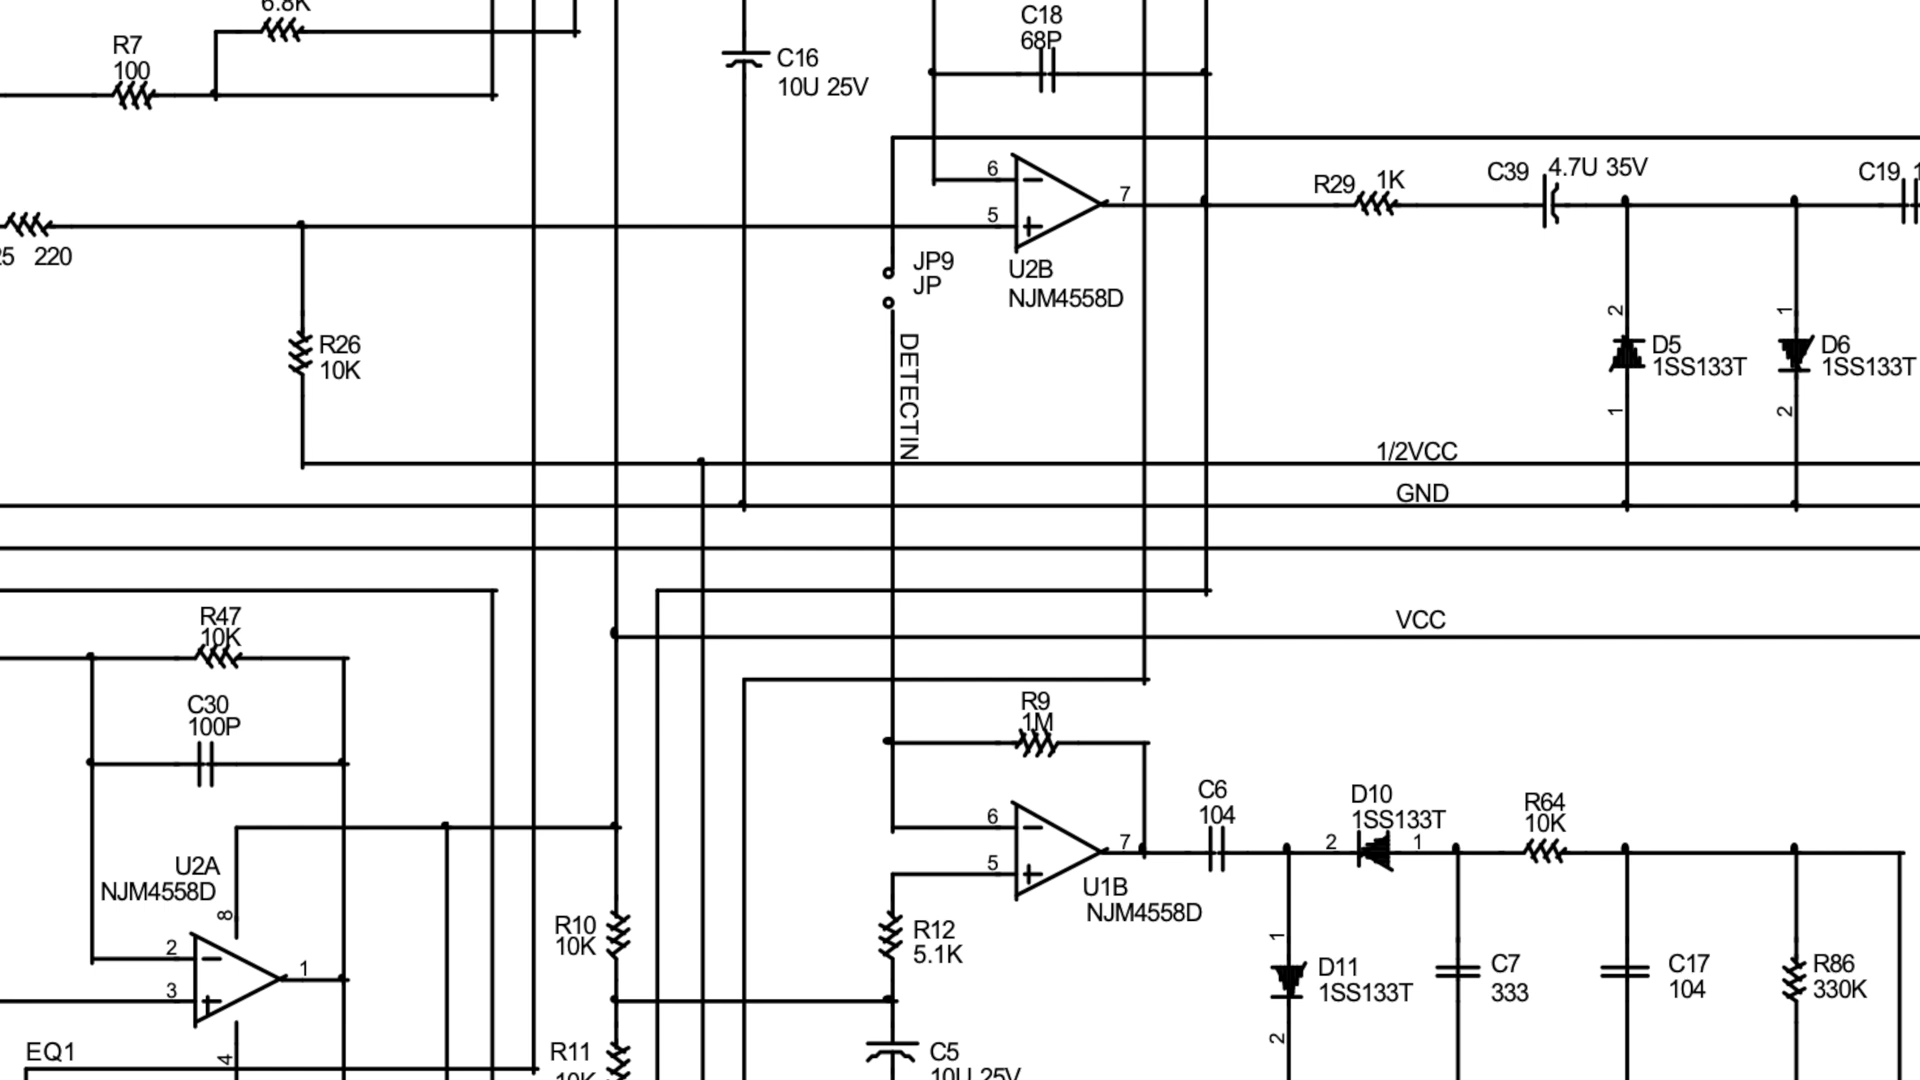 6.8K
R7
100
C16
10U 25V
C18
68P
6
5
7
U2B
NJM4558D
R29
1K
C39
4.7U 35V
C19
220
R26
10K
JP9
JP
DETECTIN
2
D5
1SS133T
1
1
D6
1SS133T
2
1/2VCC
GND
VCC
R47
10K
C30
100P
U2A
NJM4558D
8
2
3
1
4
EQ1
R10
10K
R11
10K
R9
1M
6
5
7
U1B
NJM4558D
R12
5.1K
C5
10U 25V
C6
104
D10
1SS133T
2
1
R64
10K
1
D11
1SS133T
2
C7
333
C17
104
R86
330K